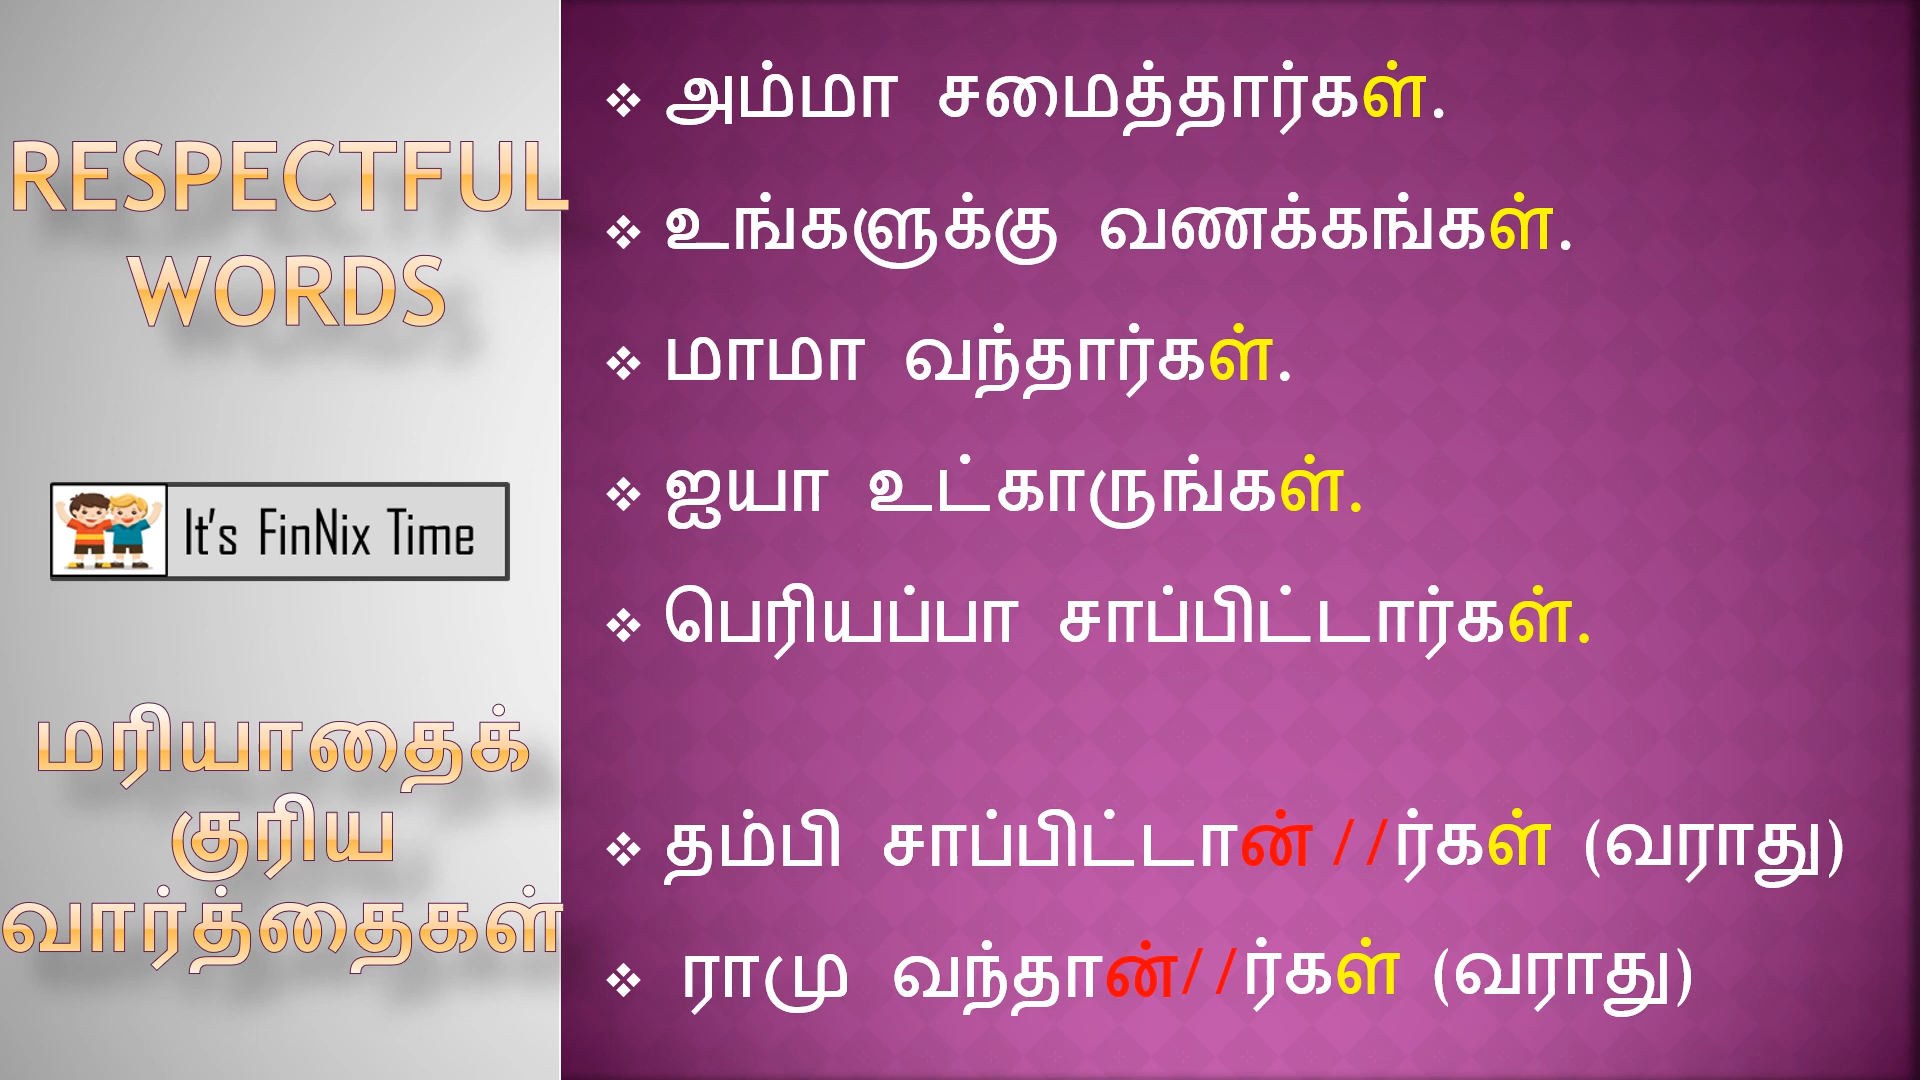 RESPECTFUL
WORDS
It's FinNix Time
மரியாதைக்
குரிய
வார்த்தைகள்
❖ அம்மா சமைத்தார்கள்.
❖ உங்களுக்கு வணக்கங்கள்.
❖ மாமா வந்தார்கள்.
❖ ஐயா உட்காருங்கள்.
❖ பெரியப்பா சாப்பிட்டார்கள்.
❖ தம்பி சாப்பிட்டான் //ர்கள் (வராது)
❖ ராமு வந்தான்//ர்கள் (வராது)